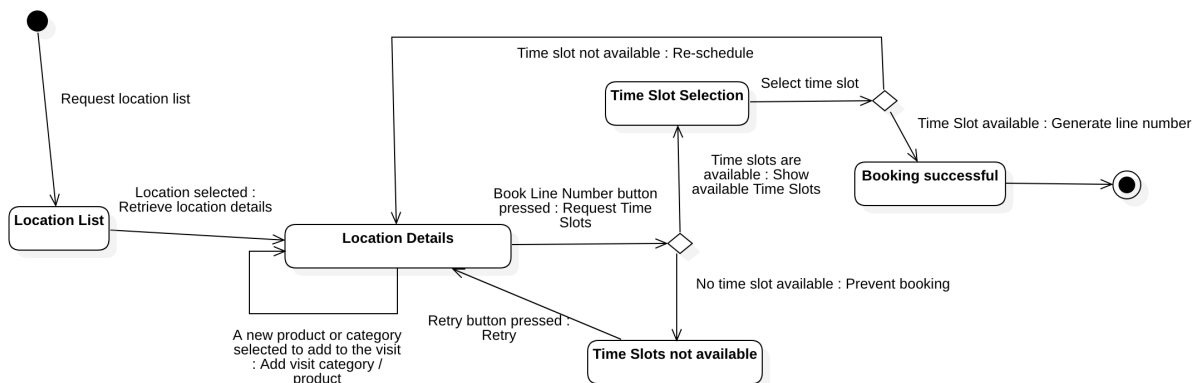 Time slot not available : Re-schedule
Request location list
Time Slot Selection
Select time slot
Time Slot available : Generate line number
Location selected :
Retrieve location details
Book Line Number button
pressed : Request Time
Slots
Time slots are
available : Show
available Time Slots
Booking successful
Location List
Location Details
No time slot available : Prevent booking
Retry button pressed :
Retry
A new product or category
selected to add to the visit
: Add visit category /
product
Time Slots not available